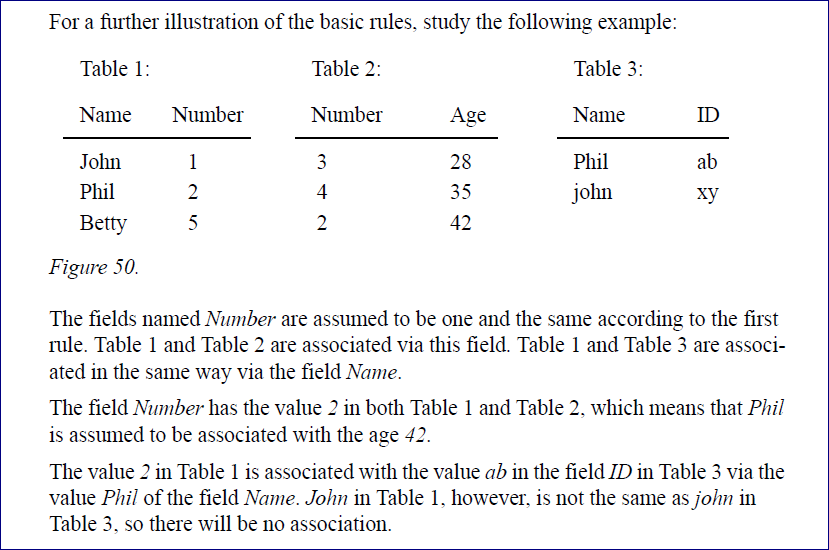 For a further illustration of the basic rules, study the following example:
Table 1: Table 2: Table 3:
Name Number Number Age Name ID
John 1 3 28 Phil ab
Phil 2 4 35 john xy
Betty 5 2 42
Figure 50.
The fields named Number are assumed to be one and the same according to the first
rule. Table 1 and Table 2 are associated via this field. Table 1 and Table 3 are associ-
ated in the same way via the field Name.
The field Number has the value 2 in both Table 1 and Table 2, which means that Phil
is assumed to be associated with the age 42.
The value 2 in Table 1 is associated with the value ab in the field ID in Table 3 via the
value Phil of the field Name. John in Table 1, however, is not the same as john in
Table 3, so there will be no association.